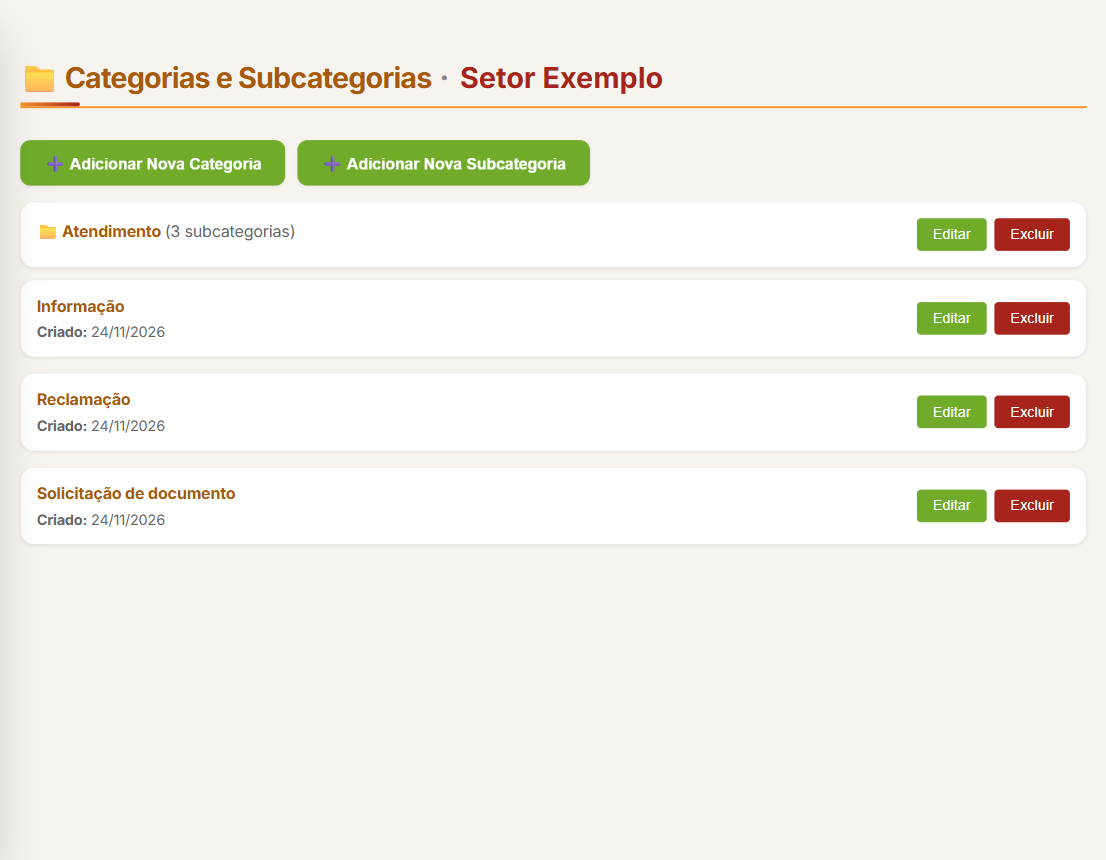 Categorias e Subcategorias · Setor Exemplo
Adicionar Nova Categoria
Adicionar Nova Subcategoria
Atendimento (3 subcategorias)
Editar
Excluir
Informação
Criado: 24/11/2026
Editar
Excluir
Reclamação
Criado: 24/11/2026
Editar
Excluir
Solicitação de documento
Criado: 24/11/2026
Editar
Excluir